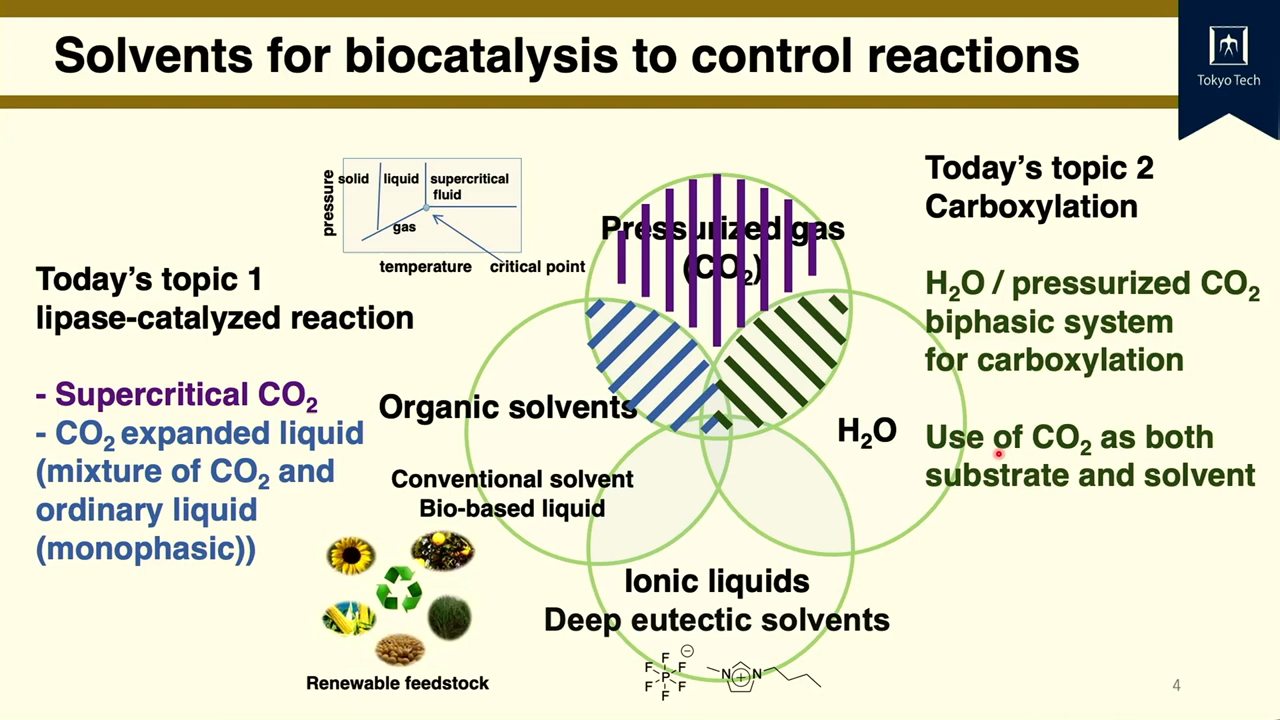 Solvents for biocatalysis to control reactions
Tokyo Tech
pressure
solid
liquid
supercritical
fluid
gas
temperature
critical point
Today's topic 1
lipase-catalyzed reaction
- Supercritical CO₂
- CO₂ expanded liquid
(mixture of CO₂ and
ordinary liquid
(monophasic))
Pressurized gas
(CO₂)
Organic solvents
Conventional solvent
Bio-based liquid
H₂O
Ionic liquids
Deep eutectic solvents
Renewable feedstock
F
F
F
P
F
F
F
N
N
Today's topic 2
Carboxylation
H₂O / pressurized CO₂
biphasic system
for carboxylation
Use of CO₂ as both
substrate and solvent
4